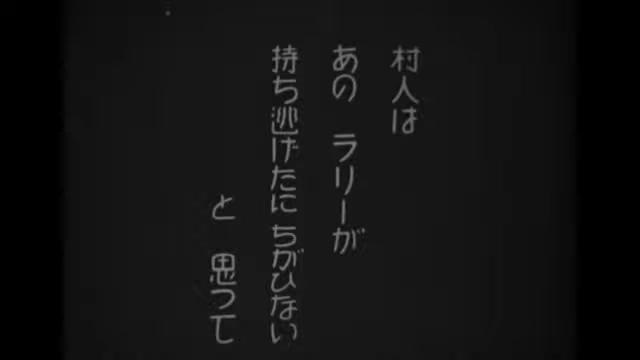 村人は
あの ラリーが
持ち逃げたにちがひない
と 思つて